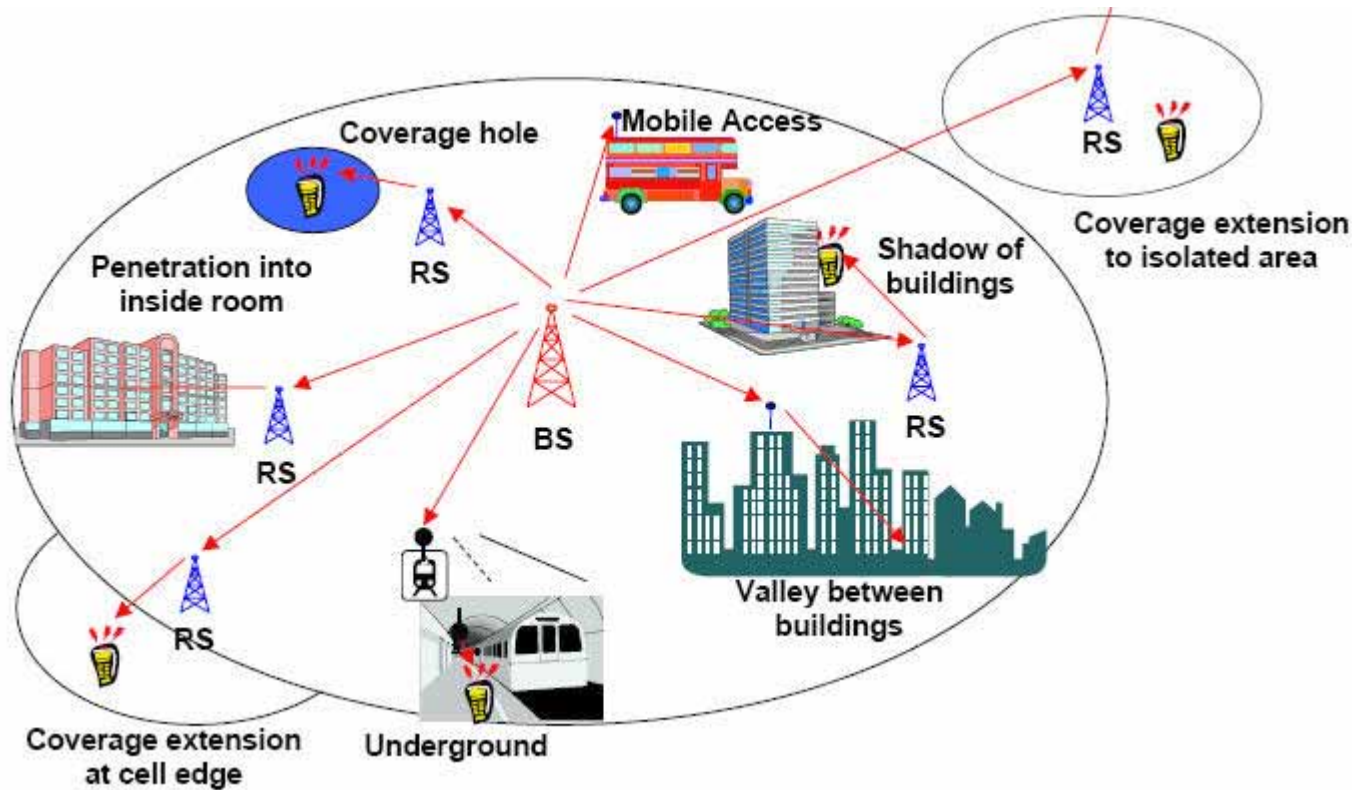 Coverage hole
Mobile Access
RS
Coverage extension
to isolated area
Penetration into
inside room
RS
Shadow of
buildings
RS
BS
RS
Valley between
buildings
RS
Coverage extension
at cell edge
Underground